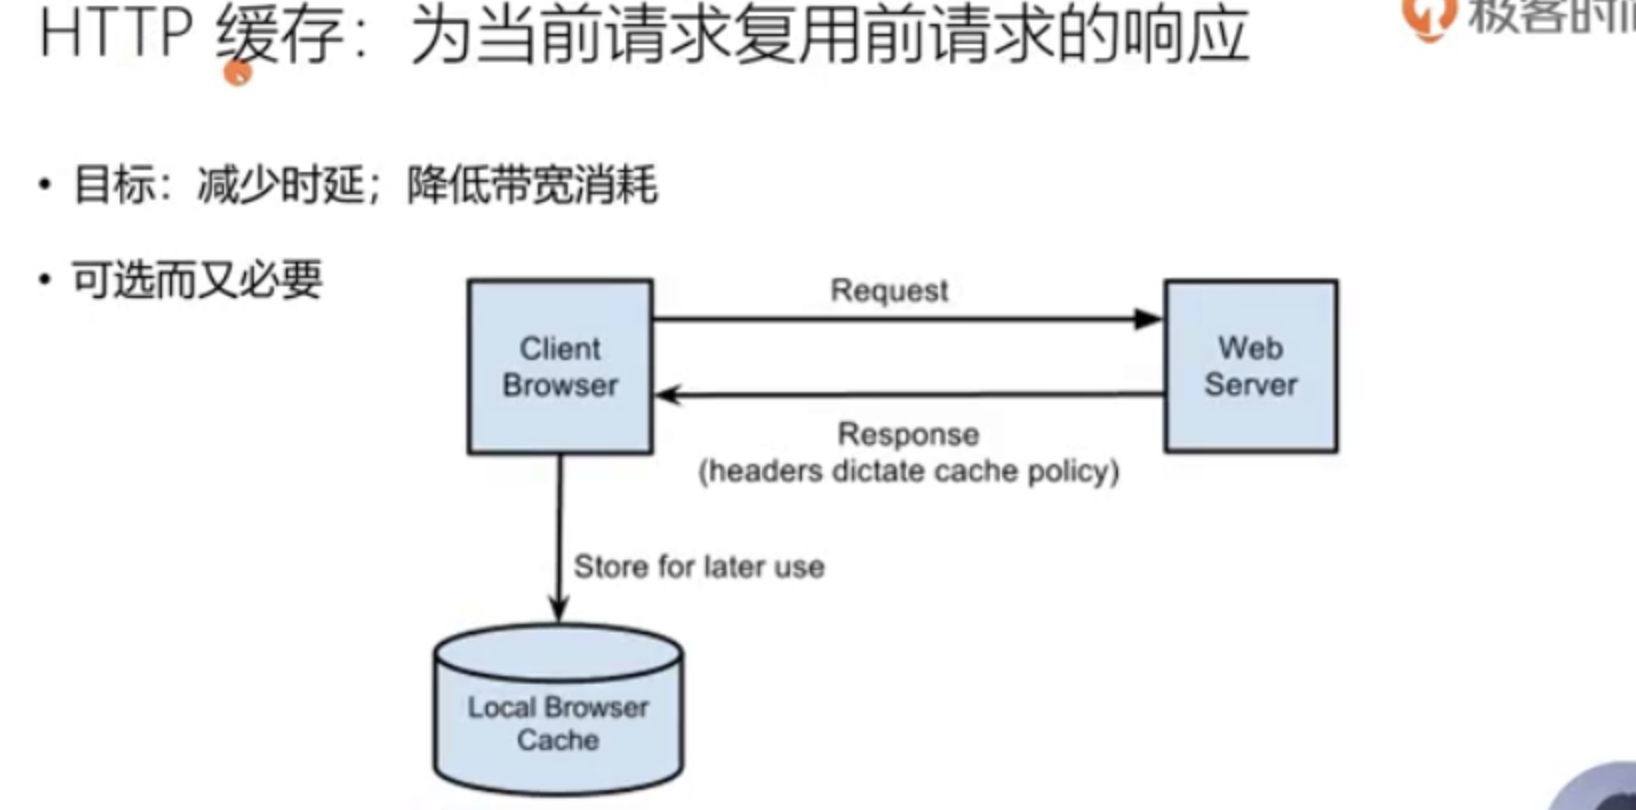 HTTP 缓存：为当前请求复用前请求的响应
极客时间
• 目标：减少时延；降低带宽消耗
• 可选而又必要
Request
Client
Browser
Web
Server
Response
(headers dictate cache policy)
Store for later use
Local Browser
Cache